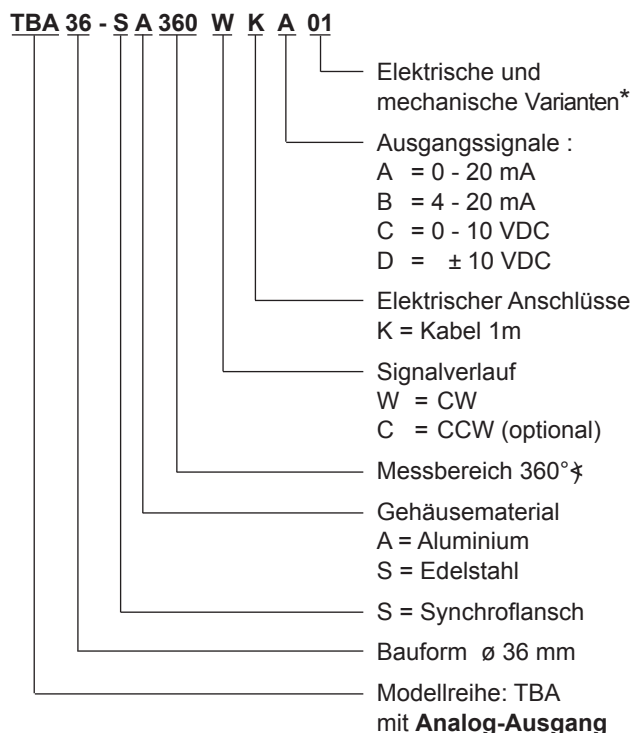 TBA 36 - S A 360 W K A 01
Elektrische und
mechanische Varianten*
Ausgangssignale :
A = 0 - 20 mA
B = 4 - 20 mA
C = 0 - 10 VDC
D = ± 10 VDC
Elektrischer Anschlüsse
K = Kabel 1m
Signalverlauf
W = CW
C = CCW (optional)
Messbereich 360°∢
Gehäusematerial
A = Aluminium
S = Edelstahl
S = Synchroflansch
Bauform ø 36 mm
Modellreihe: TBA
mit Analog-Ausgang